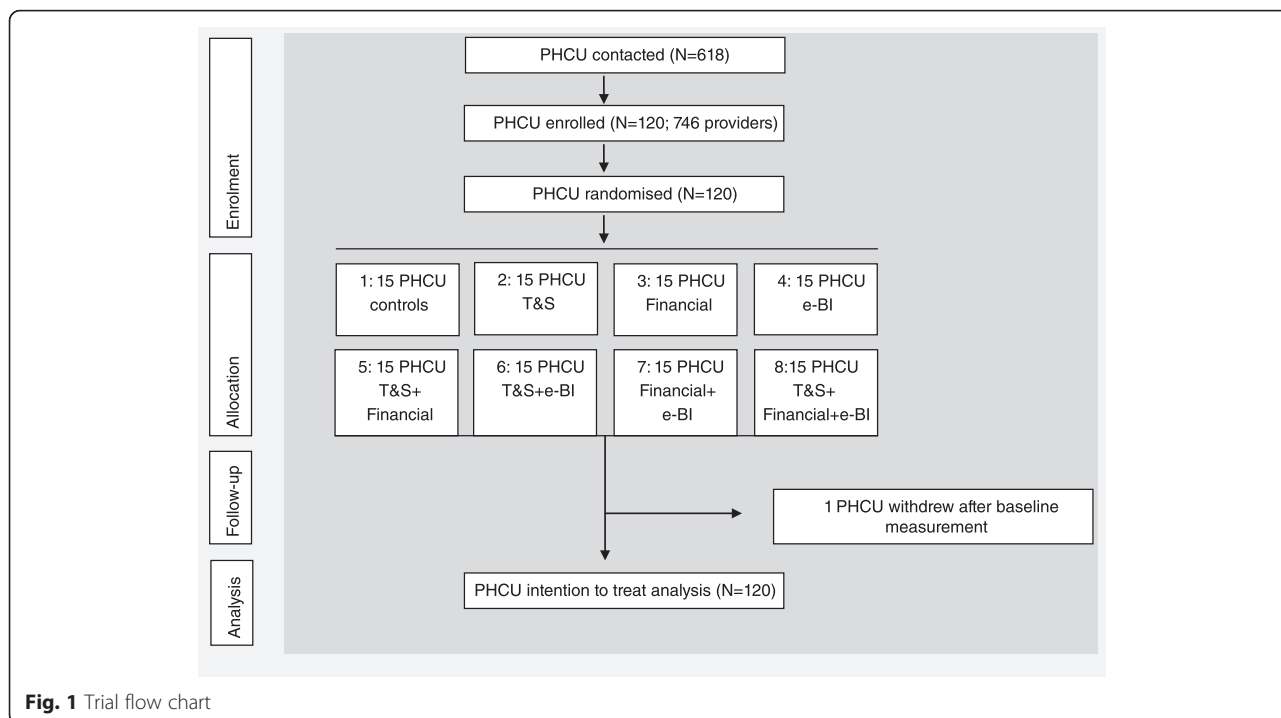 Enrolment
PHCU contacted (N=618)
PHCU enrolled (N=120; 746 providers)
PHCU randomised (N=120)
Allocation
1: 15 PHCU
controls
2: 15 PHCU
T&S
3: 15 PHCU
Financial
4: 15 PHCU
e-BI
5: 15 PHCU
T&S+
Financial
6: 15 PHCU
T&S+e-BI
7: 15 PHCU
Financial+
e-BI
8:15 PHCU
T&S+
Financial+e-BI
Follow-up
1 PHCU withdrew after baseline
measurement
Analysis
PHCU intention to treat analysis (N=120)
Fig. 1 Trial flow chart